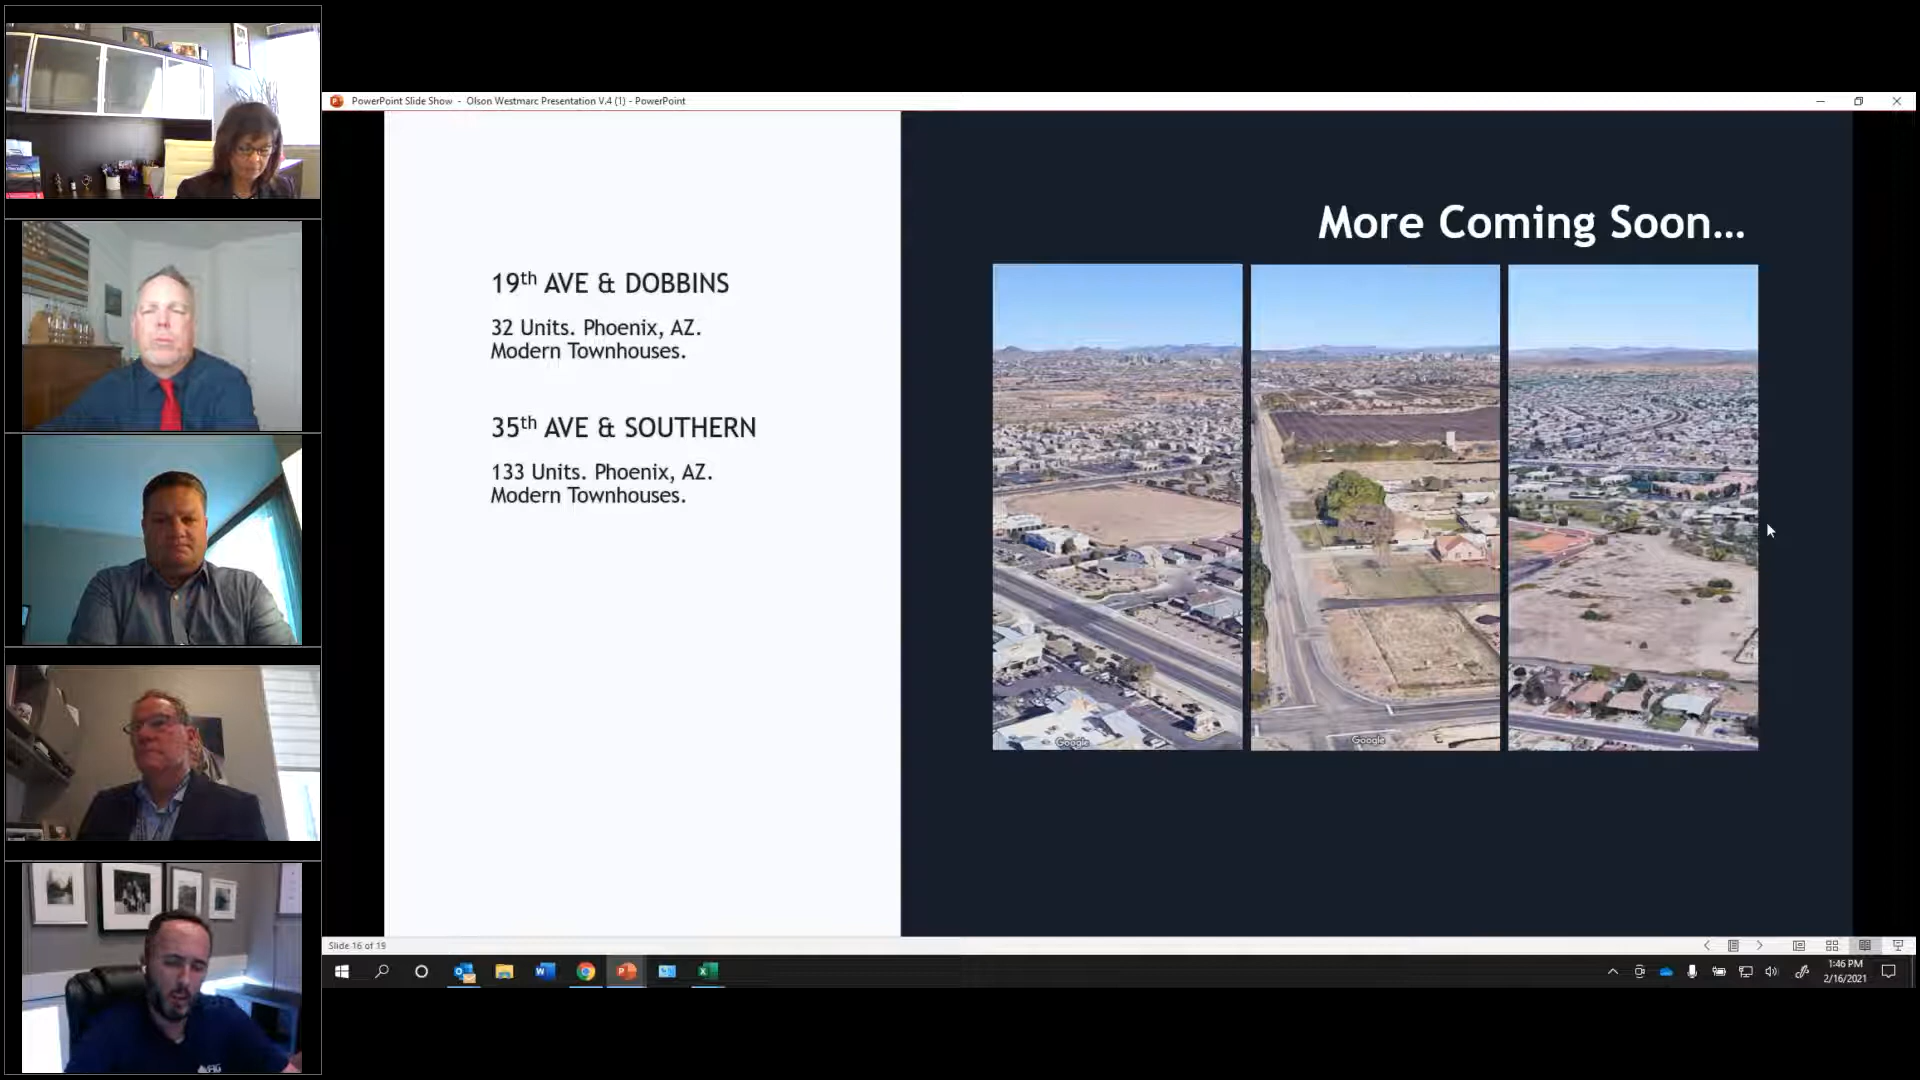 PowerPoint Slide Show - Olson Westmarc Presentation V.4 (1) - PowerPoint
More Coming Soon...
19th AVE & DOBBINS
32 Units. Phoenix, AZ.
Modern Townhouses.
35th AVE & SOUTHERN
133 Units. Phoenix, AZ.
Modern Townhouses.
Google
Google
Slide 16 of 19
1:46 PM
2/16/2021